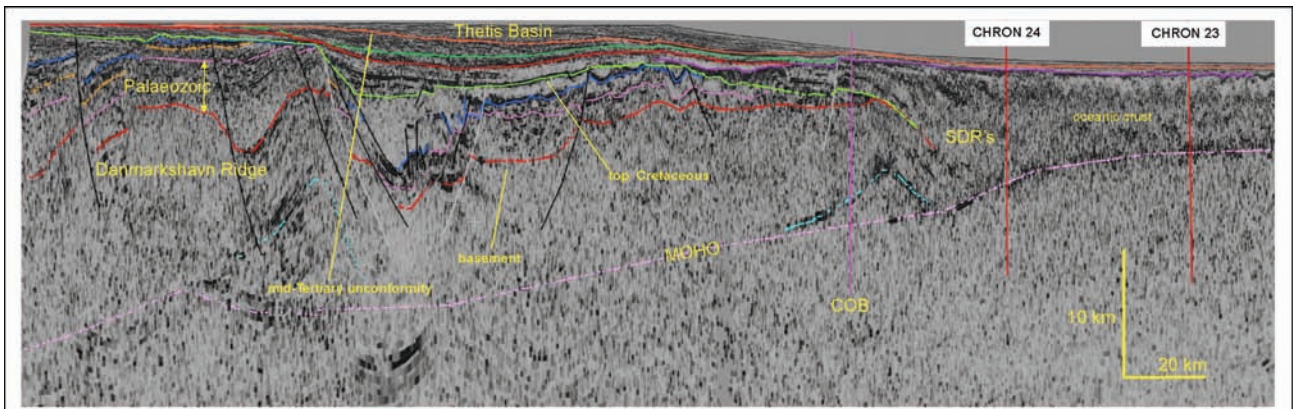 Thetis Basin
CHRON 24
CHRON 23
Palaeozoic
oceanic crust
SDR's
Danmarkshavn Ridge
top Cretaceous
MOHO
basement
mid-Tertiary unconformity
COB
10 km
20 km